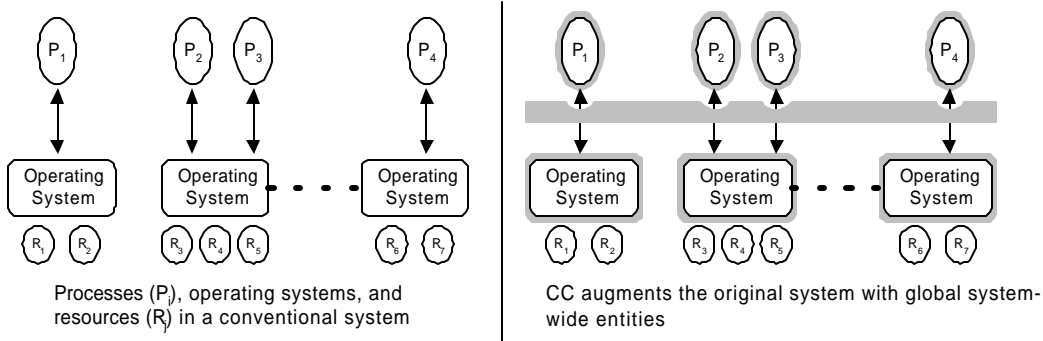 P1 P2 P3 P4
Operating System Operating System Operating System
R1 R2 R3 R4 R5 R6 R7
Processes (Pi), operating systems, and
resources (Rj) in a conventional system
P1 P2 P3 P4
Operating System Operating System Operating System
R1 R2 R3 R4 R5 R6 R7
CC augments the original system with global system-
wide entities